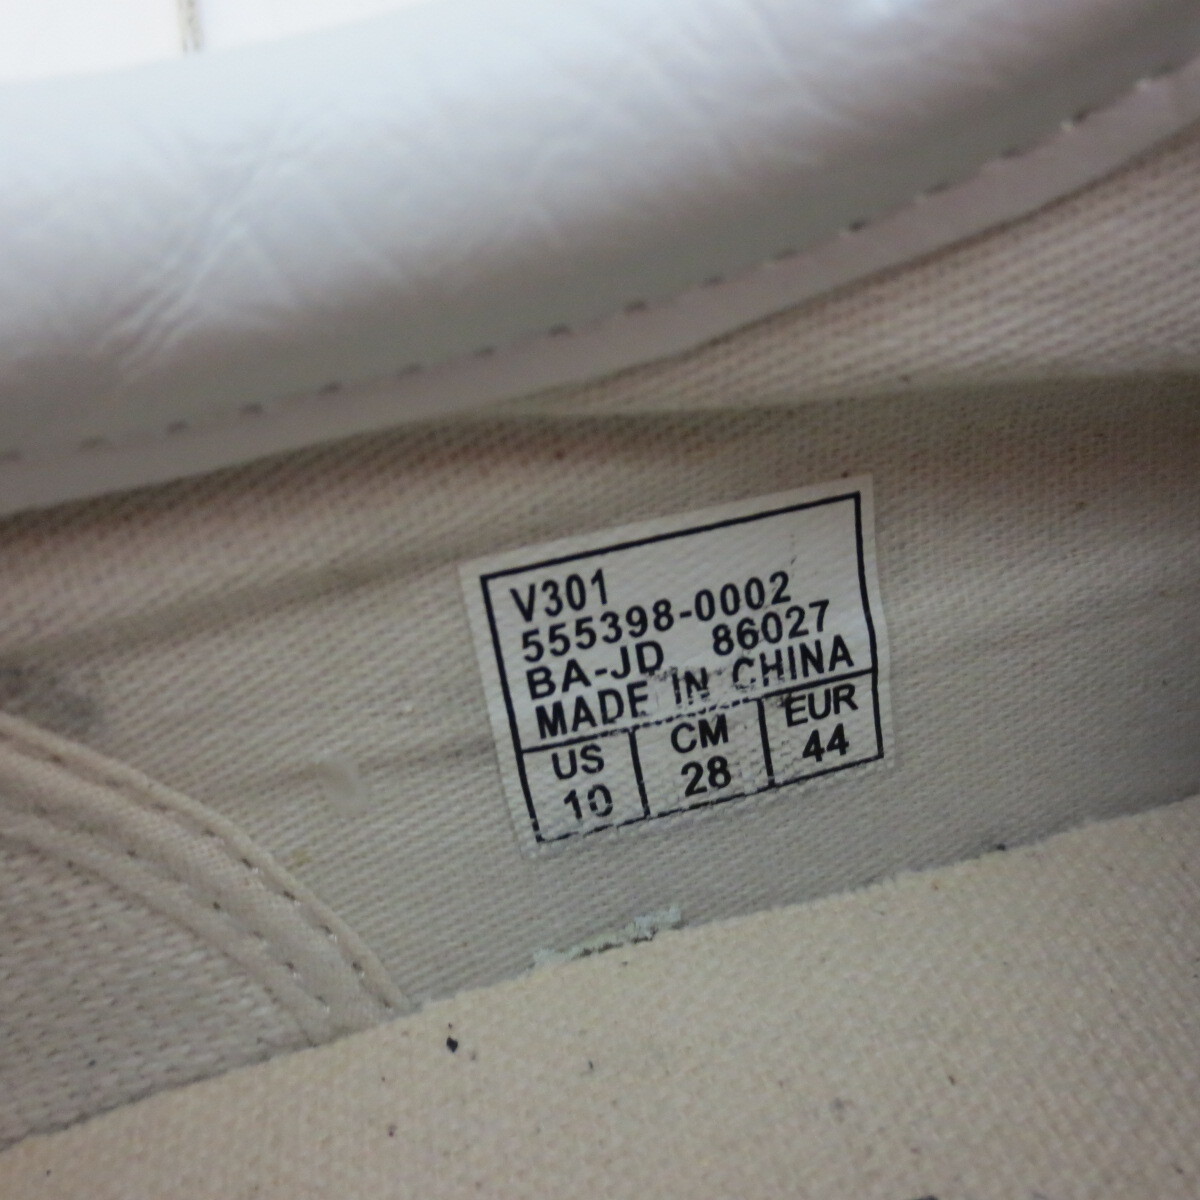 V301
555398-0002
BA-JD 86027
MADE IN CHINA
US CM EUR
10 28 44